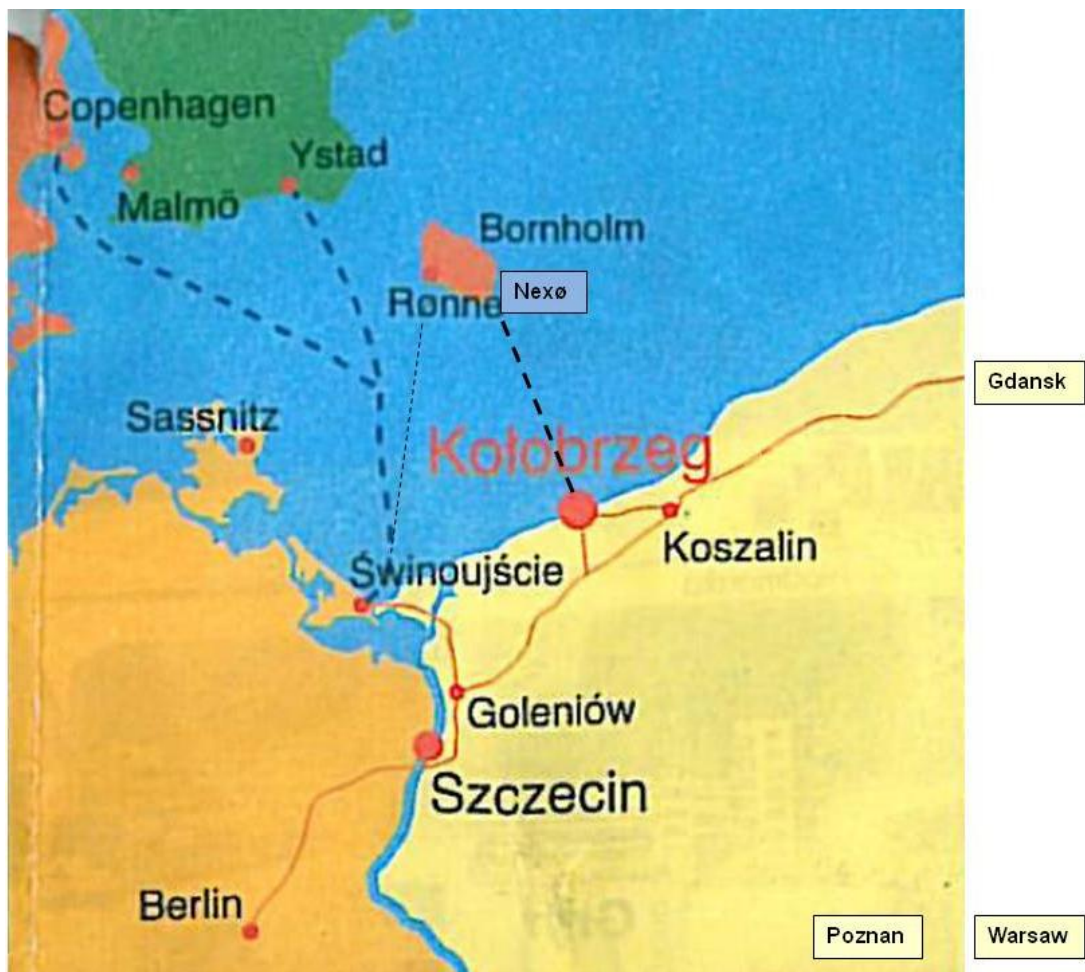 Copenhagen
Ystad
Malmö
Bornholm
Rønne
Nexø
Gdansk
Sassnitz
Kołobrzeg
Koszalin
Świnoujście
Goleniów
Szczecin
Berlin
Poznan
Warsaw